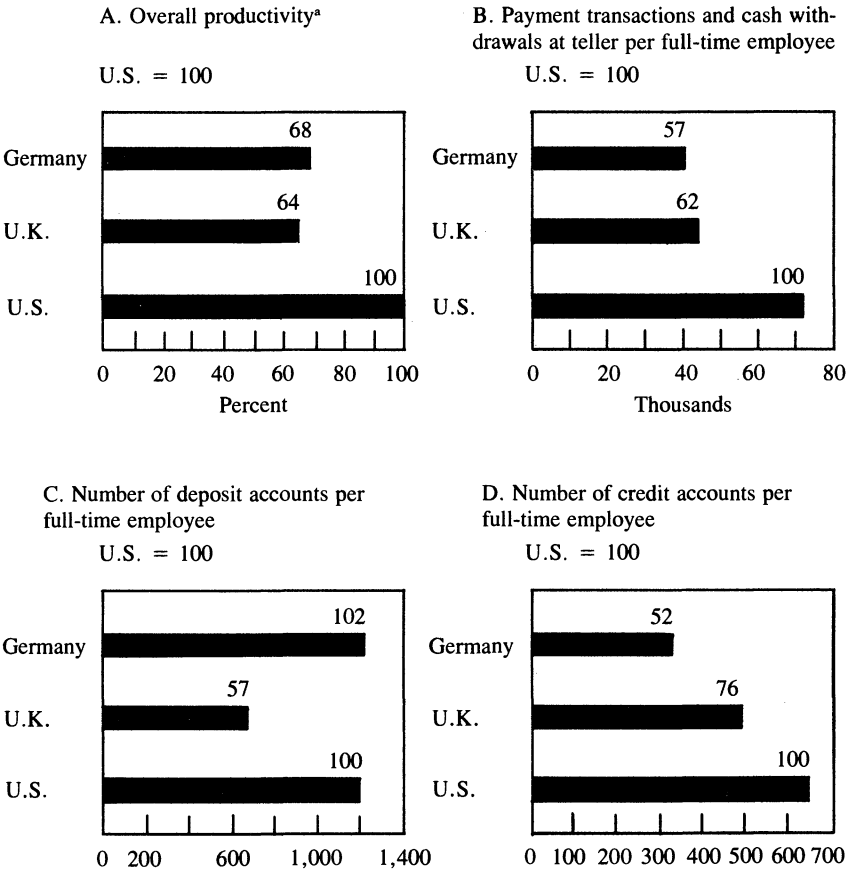 A. Overall productivityᵃ
U.S. = 100
68
Germany
64
U.K.
100
U.S.
0 20 40 60 80 100
Percent
B. Payment transactions and cash with-
drawals at teller per full-time employee
U.S. = 100
57
Germany
62
U.K.
100
U.S.
0 20 40 60 80
Thousands
C. Number of deposit accounts per
full-time employee
U.S. = 100
102
Germany
57
U.K.
100
U.S.
0 200 600 1,000 1,400
D. Number of credit accounts per
full-time employee
U.S. = 100
52
Germany
76
U.K.
100
U.S.
0 100 200 300 400 500 600 700